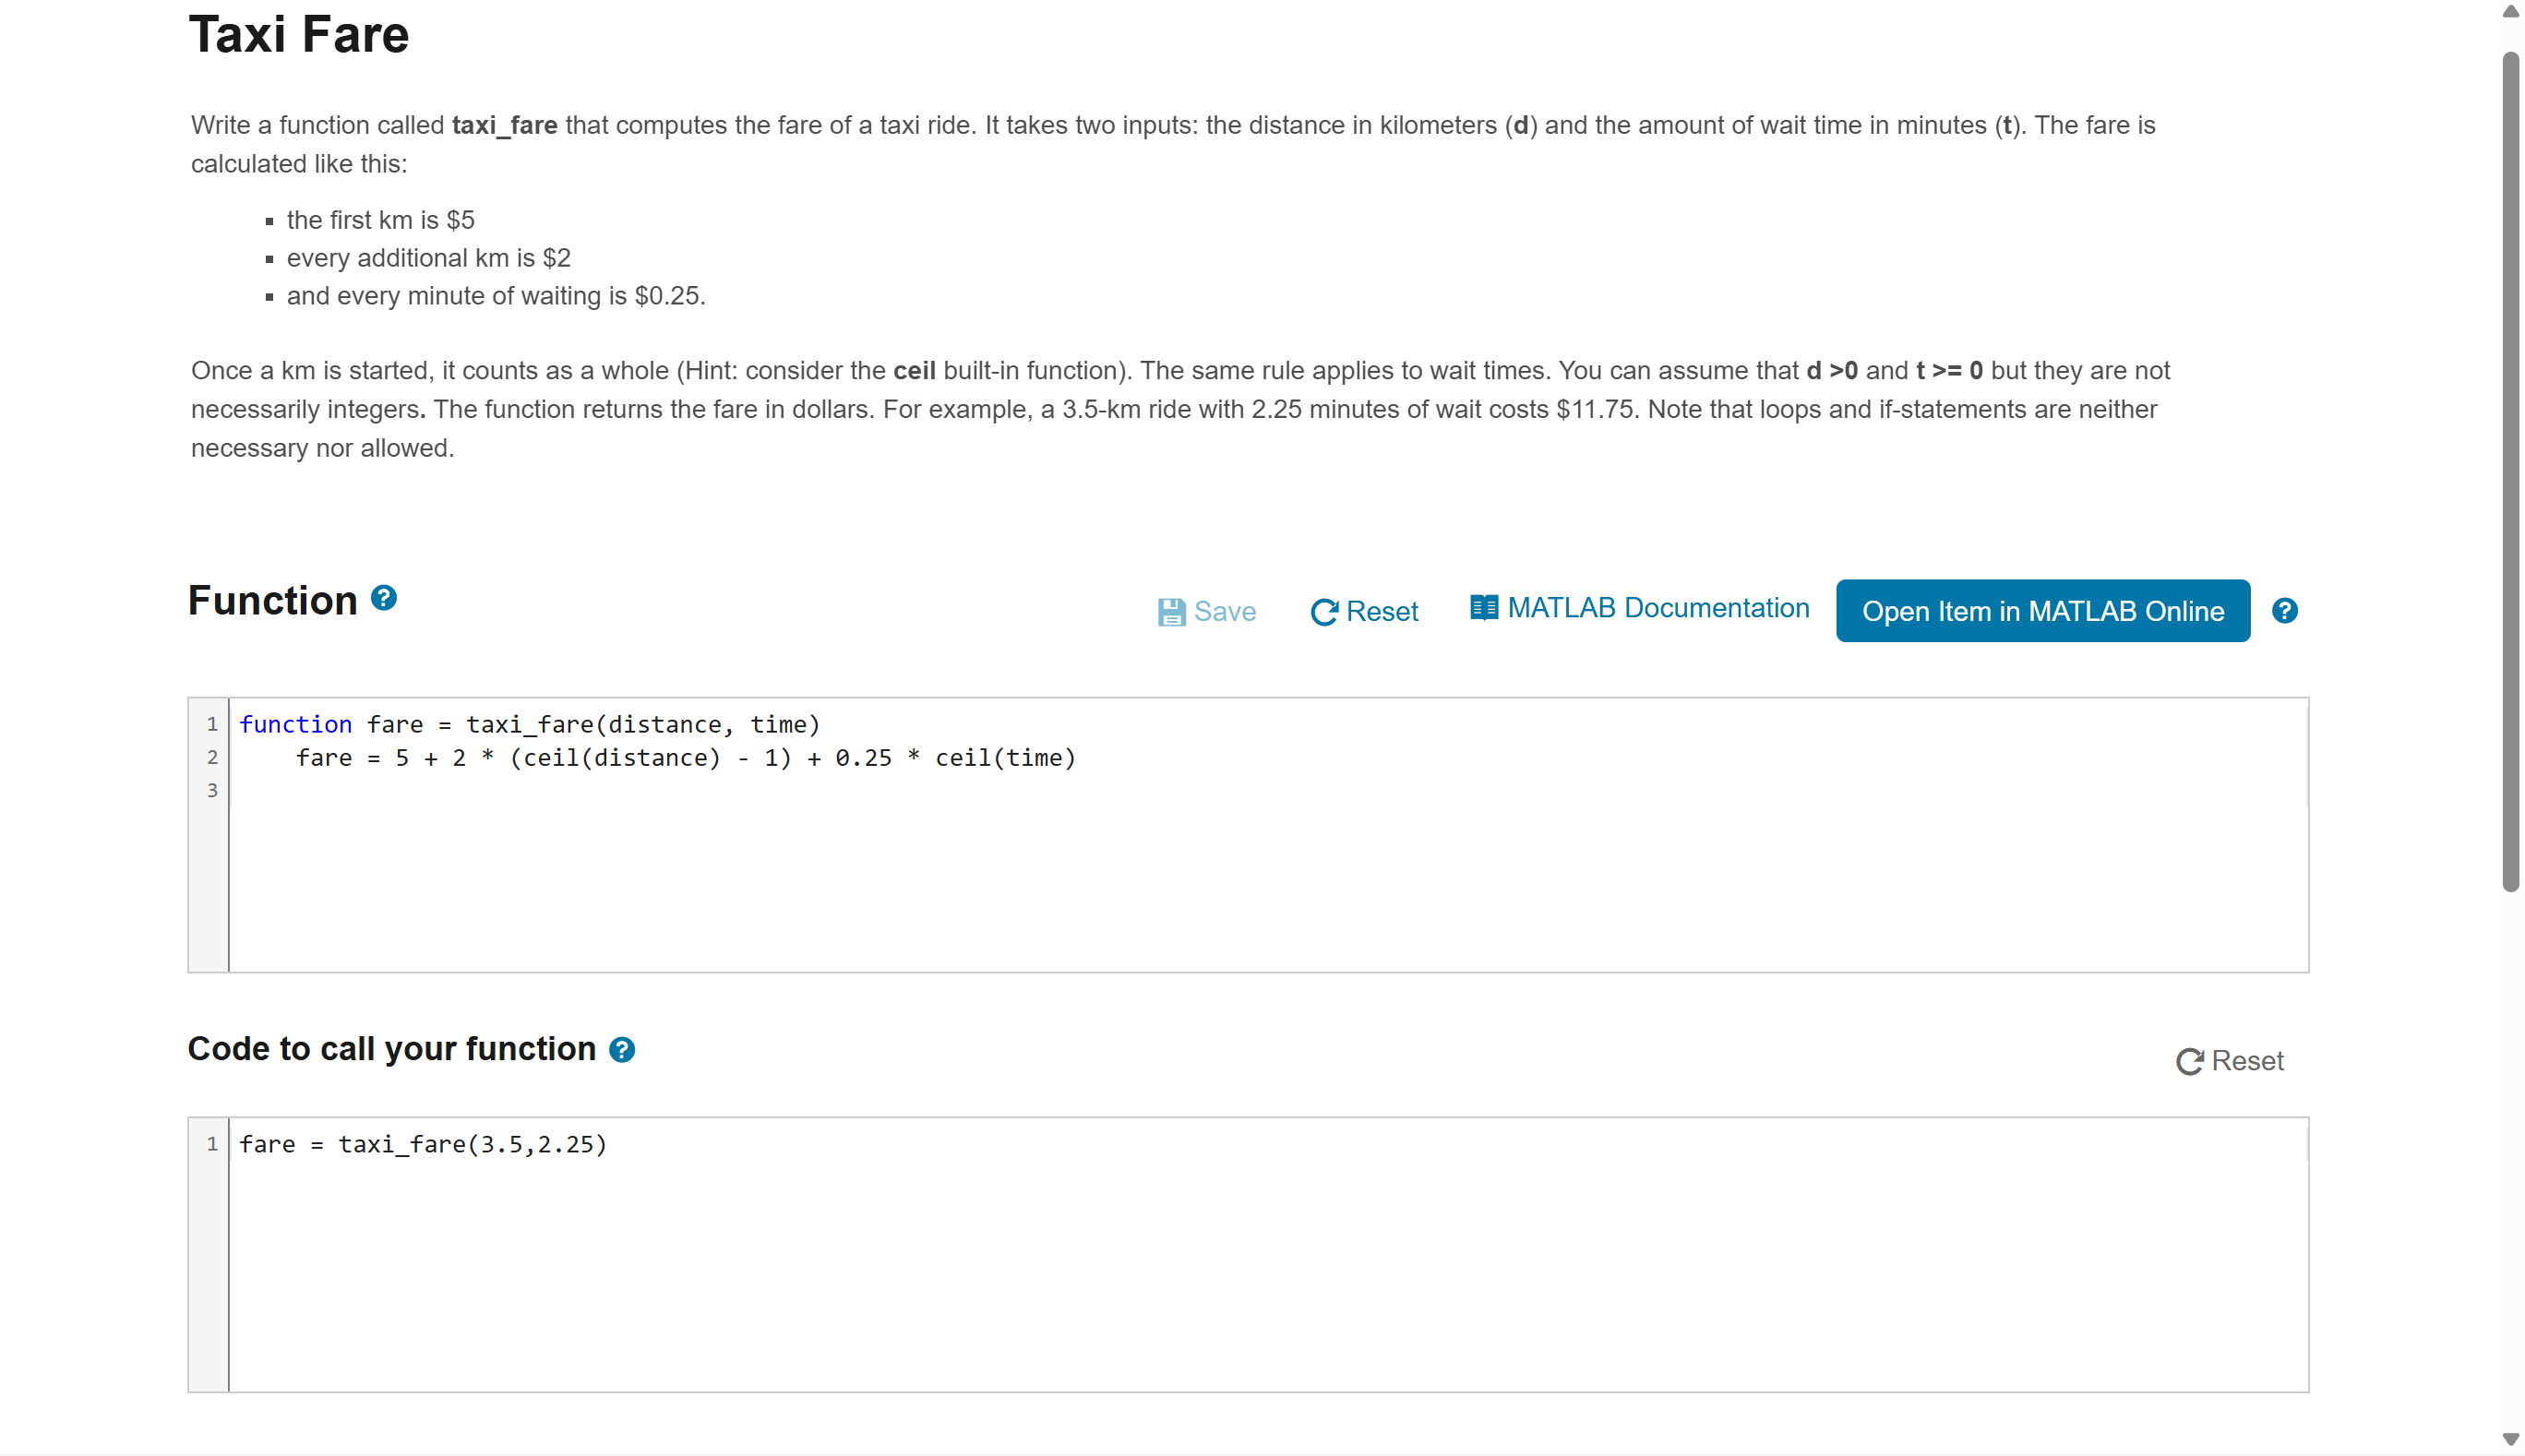 Taxi Fare
Write a function called taxi_fare that computes the fare of a taxi ride. It takes two inputs: the distance in kilometers (d) and the amount of wait time in minutes (t). The fare is
calculated like this:
▪ the first km is $5
▪ every additional km is $2
▪ and every minute of waiting is $0.25.
Once a km is started, it counts as a whole (Hint: consider the ceil built-in function). The same rule applies to wait times. You can assume that d >0 and t >= 0 but they are not
necessarily integers. The function returns the fare in dollars. For example, a 3.5-km ride with 2.25 minutes of wait costs $11.75. Note that loops and if-statements are neither
necessary nor allowed.
Function ?
Save Reset MATLAB Documentation Open Item in MATLAB Online ?
1 function fare = taxi_fare(distance, time)
2     fare = 5 + 2 * (ceil(distance) - 1) + 0.25 * ceil(time)
3
Code to call your function ?
Reset
1 fare = taxi_fare(3.5,2.25)